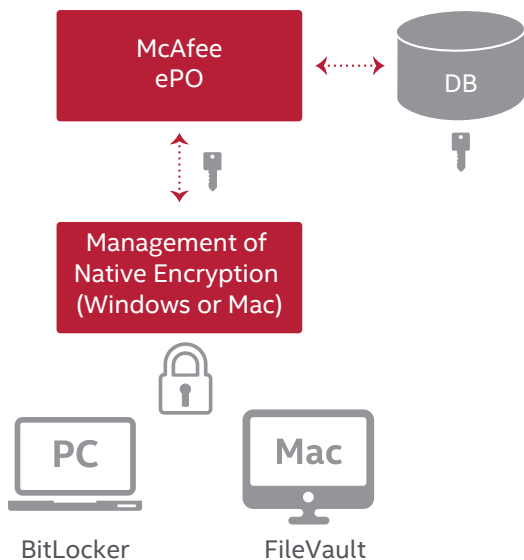 McAfee
ePO
DB
Management of
Native Encryption
(Windows or Mac)
PC
Mac
BitLocker
FileVault